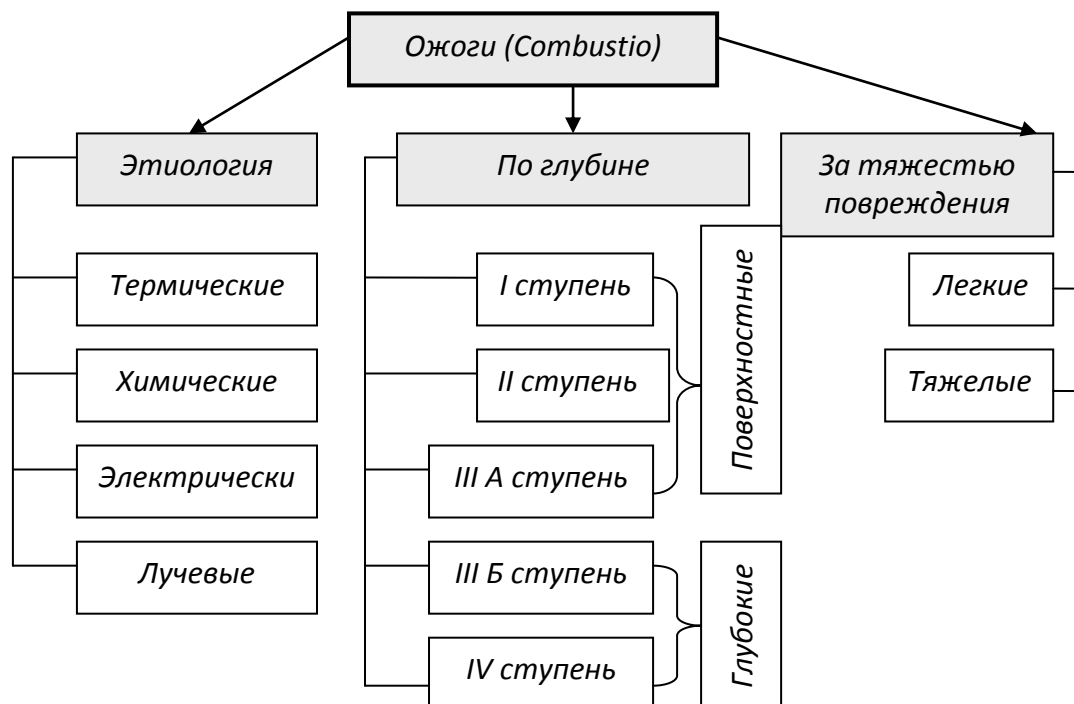 Ожоги (Combustio)
Этиология
Термические
Химические
Электрически
Лучевые
По глубине
I ступень
II ступень
III А ступень
III Б ступень
IV ступень
Поверхностные
Глубокие
За тяжестью
повреждения
Легкие
Тяжелые